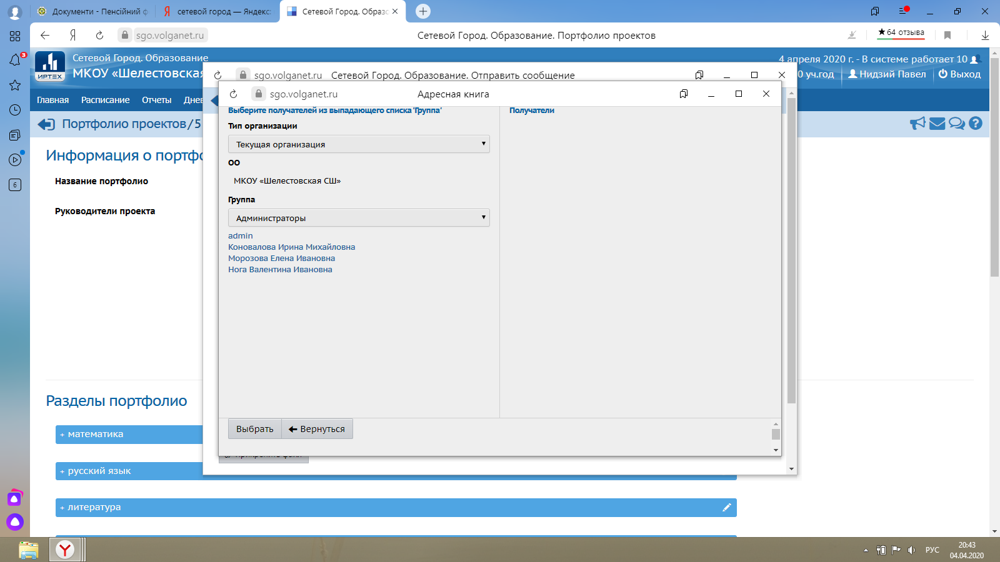 Документи - Пенсійний ф
сетевой город — Яндекс:
Сетевой Город. Образо
sgo.volganet.ru
Сетевой Город. Образование. Портфолио проектов
★64 отзыва
3
6
ИРТЕХ
Сетевой Город. Образование
МКОУ «Шелестовская
4 апреля 2020 г. - В системе работает 10
0 уч.год
Нидзий Павел
Выход
Главная
Расписание
Отчеты
Днев
Портфолио проектов/5
Информация о портфо
Название портфолио
Руководители проекта
Разделы портфолио
+ математика
+ русский язык
+ литература
sgo.volganet.ru
Сетевой Город. Образование. Отправить сообщение
sgo.volganet.ru
Адресная книга
Выберите получателей из выпадающего списка 'Группа'
Получатели
Тип организации
Текущая организация
ОО
МКОУ «Шелестовская СШ»
Группа
Администраторы
admin
Коновалова Ирина Михайловна
Морозова Елена Ивановна
Нога Валентина Ивановна
Выбрать
Вернуться
РУС
20:43
04.04.2020